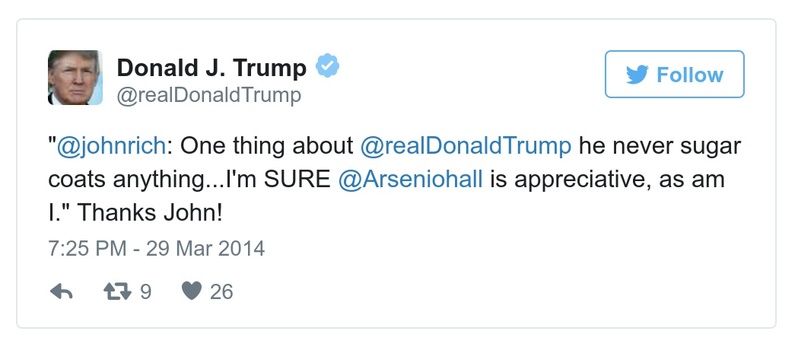 Donald J. Trump
@realDonaldTrump
Follow
"@johnrich: One thing about @realDonaldTrump he never sugar
coats anything...I'm SURE @Arseniohall is appreciative, as am
I." Thanks John!
7:25 PM - 29 Mar 2014
9
26